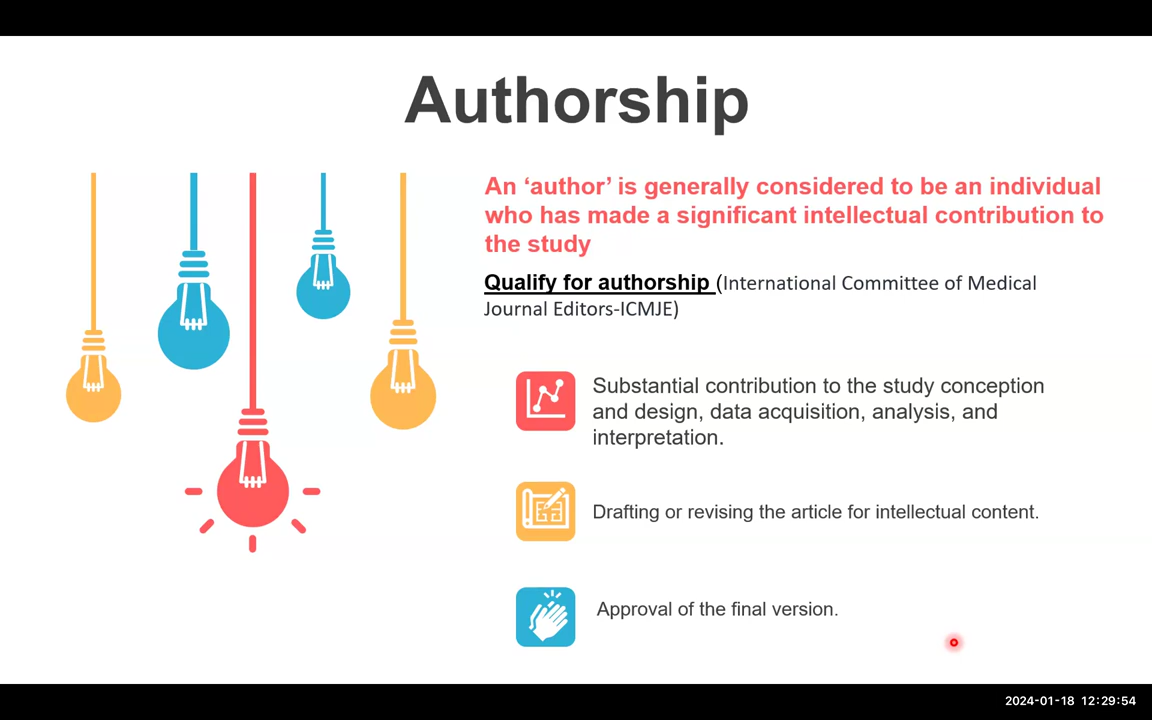 Authorship
An ‘author’ is generally considered to be an individual
who has made a significant intellectual contribution to
the study
Qualify for authorship (International Committee of Medical
Journal Editors-ICMJE)
Substantial contribution to the study conception
and design, data acquisition, analysis, and
interpretation.
Drafting or revising the article for intellectual content.
Approval of the final version.
2024-01-18 12:29:54